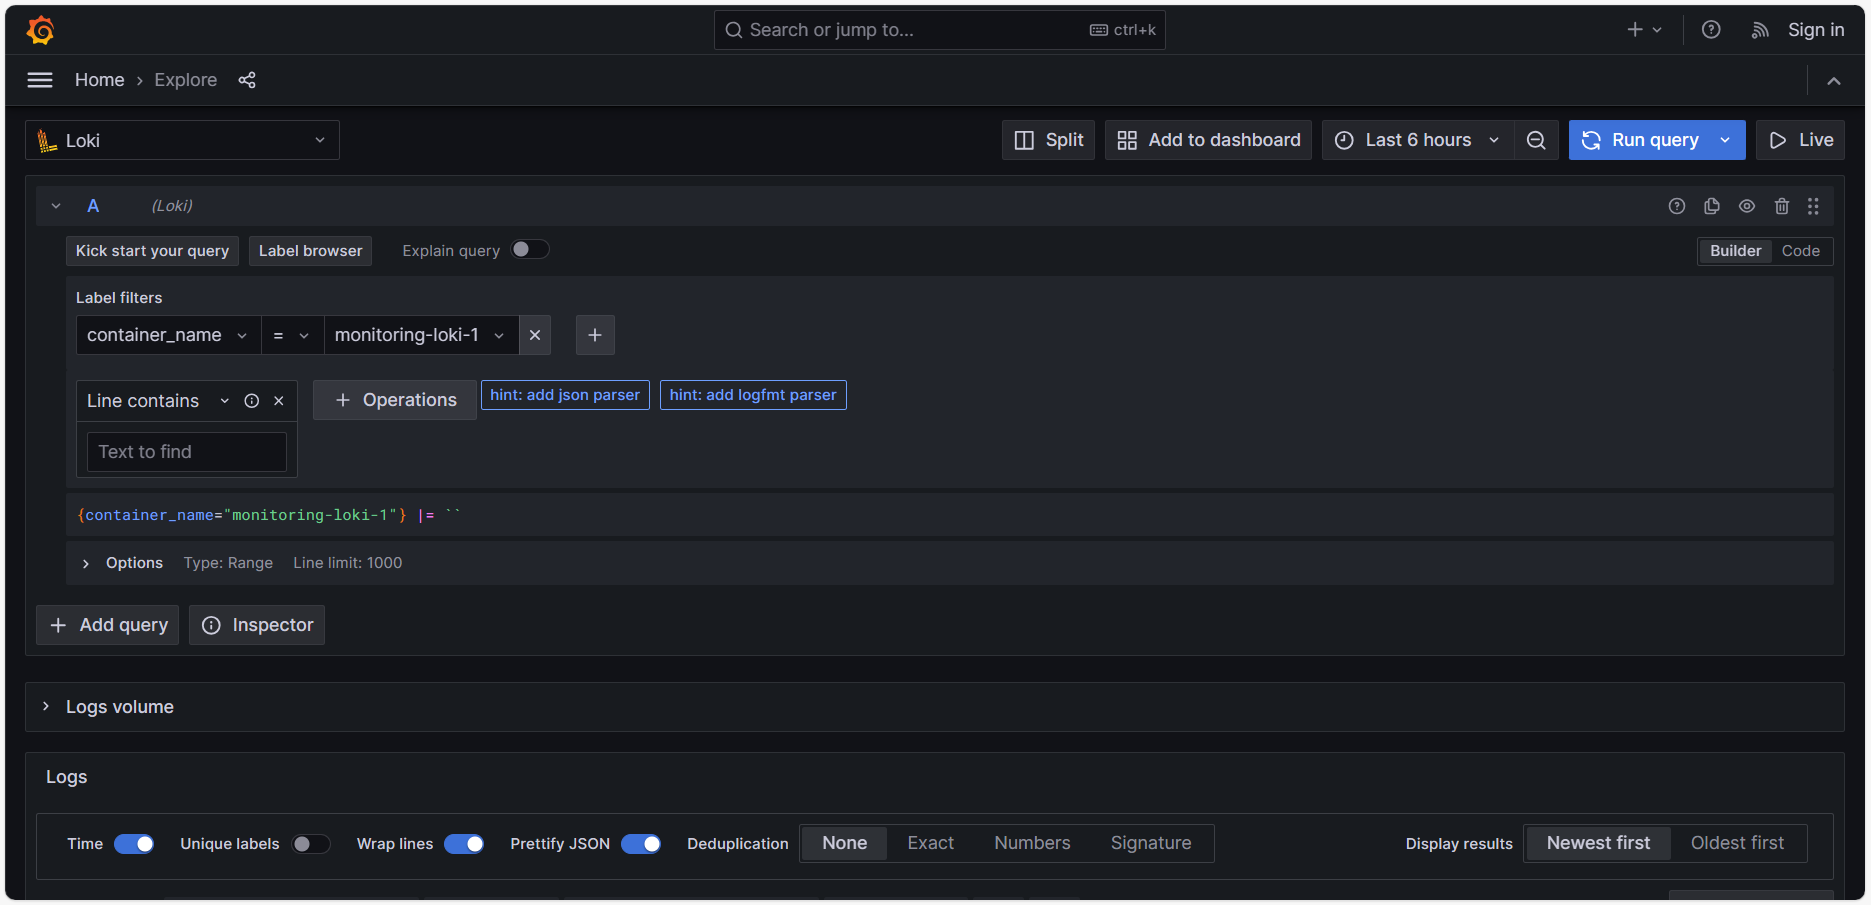 Search or jump to... ctrl+k Sign in
Home › Explore
Loki Split Add to dashboard Last 6 hours Run query Live
A (Loki)
Kick start your query Label browser Explain query Builder Code
Label filters
container_name = monitoring-loki-1
Line contains Operations hint: add json parser hint: add logfmt parser
Text to find
{container_name="monitoring-loki-1"} |= ``
Options Type: Range Line limit: 1000
Add query Inspector
Logs volume
Logs
Time Unique labels Wrap lines Prettify JSON Deduplication None Exact Numbers Signature Display results Newest first Oldest first